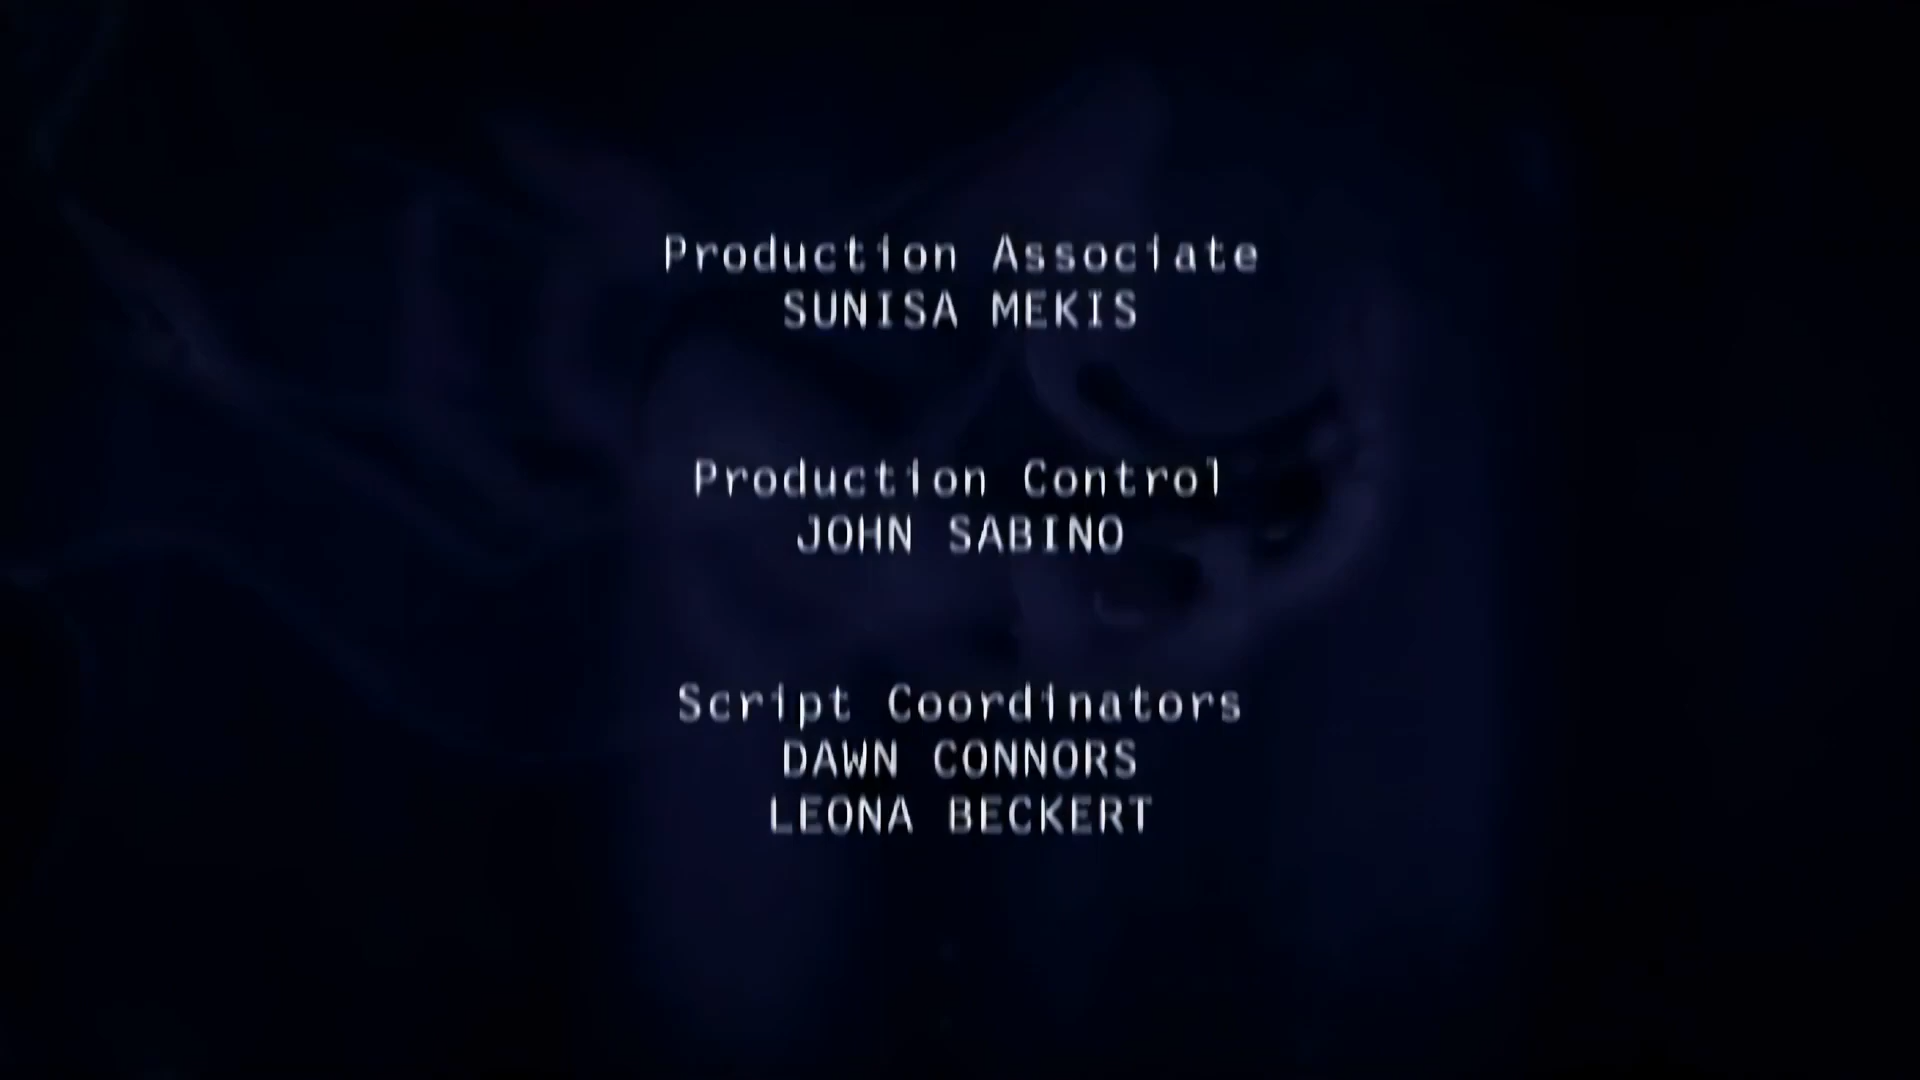 Production Associate
SUNISA MEKIS
Production Control
JOHN SABINO
Script Coordinators
DAWN CONNORS
LEONA BECKERT